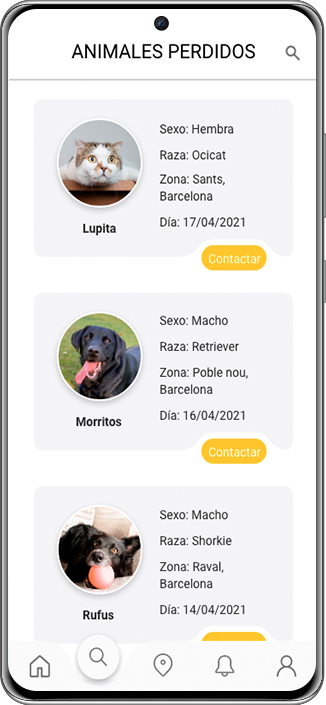 ANIMALES PERDIDOS
Sexo: Hembra
Raza: Ocicat
Zona: Sants,
Barcelona
Día: 17/04/2021
Lupita
Contactar
Sexo: Macho
Raza: Retriever
Zona: Poble nou,
Barcelona
Día: 16/04/2021
Morritos
Contactar
Sexo: Macho
Raza: Shorkie
Zona: Raval,
Barcelona
Día: 14/04/2021
Rufus